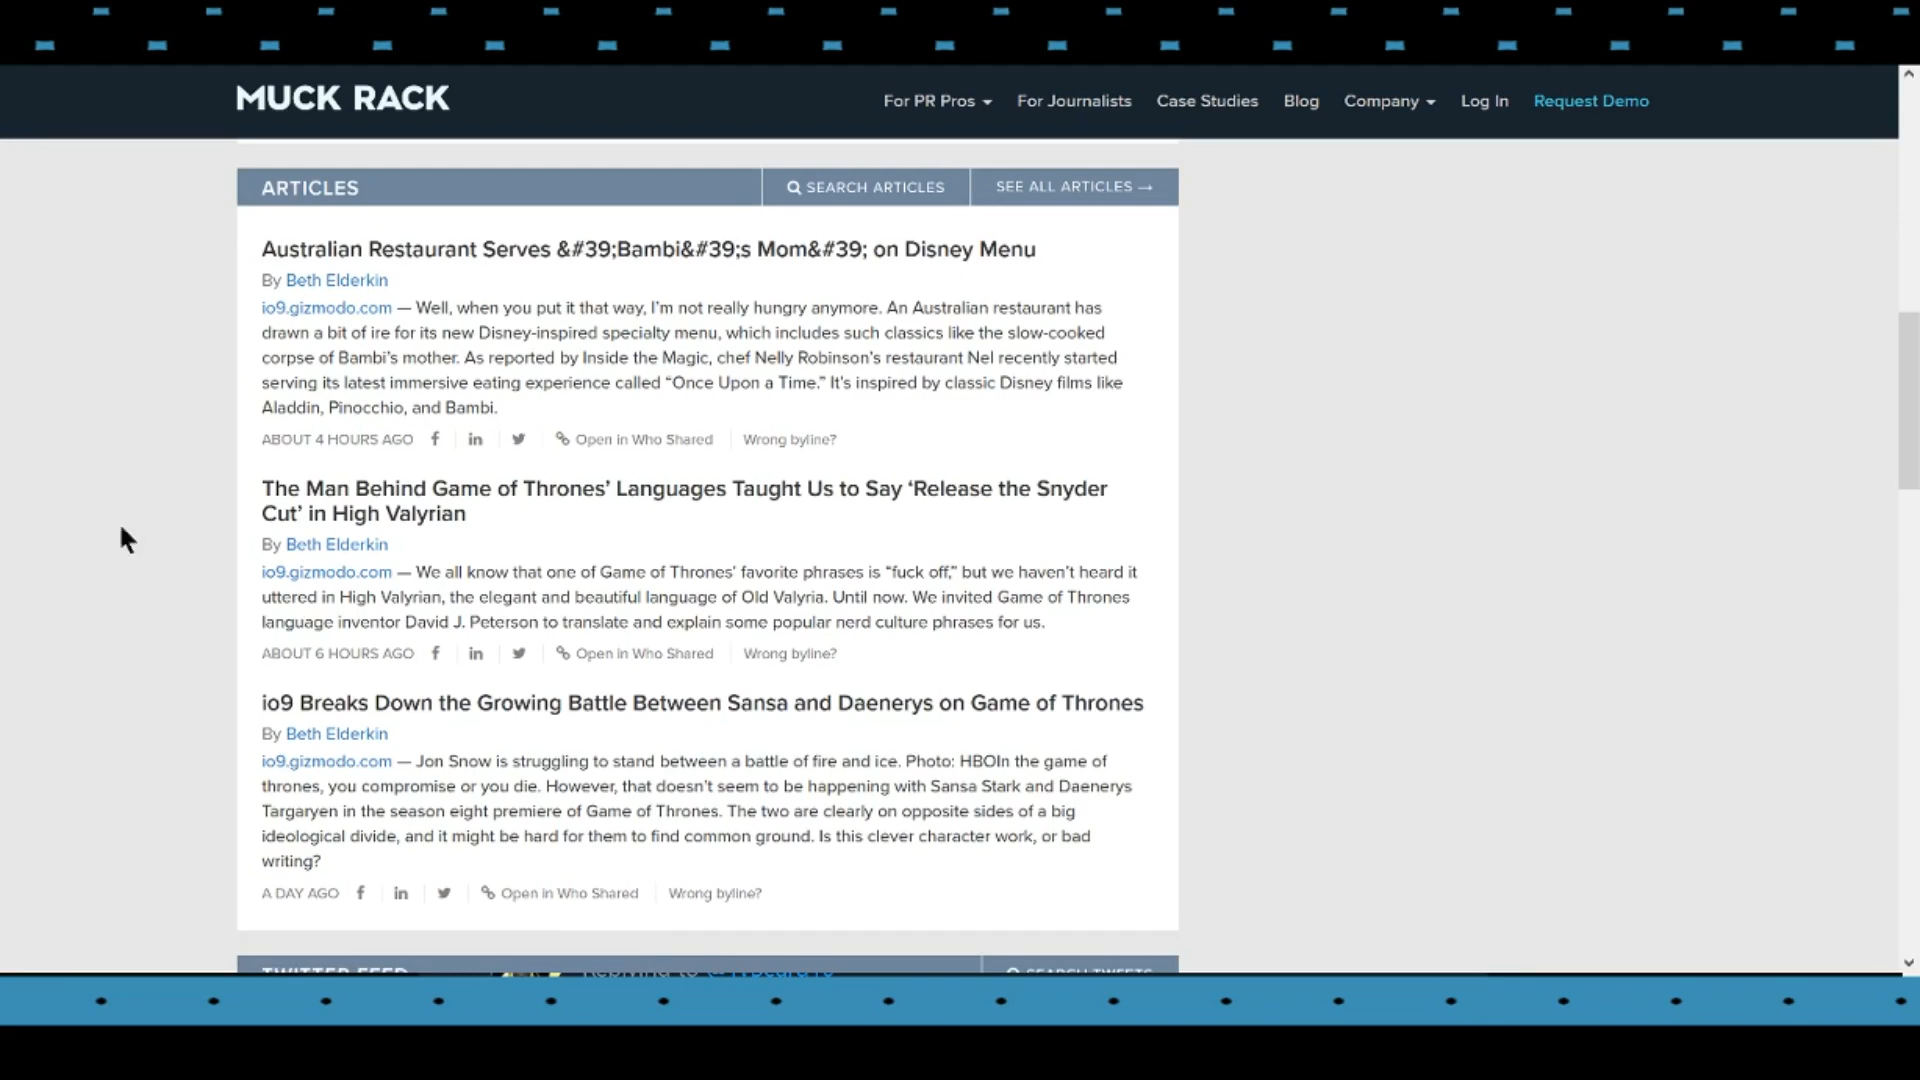 MUCK RACK
For PR Pros
For Journalists
Case Studies
Blog
Company
Log In
Request Demo
ARTICLES
SEARCH ARTICLES
SEE ALL ARTICLES →
Australian Restaurant Serves &#39;Bambi&#39;s Mom&#39; on Disney Menu
By Beth Elderkin
io9.gizmodo.com — Well, when you put it that way, I'm not really hungry anymore. An Australian restaurant has
drawn a bit of ire for its new Disney-inspired specialty menu, which includes such classics like the slow-cooked
corpse of Bambi's mother. As reported by Inside the Magic, chef Nelly Robinson's restaurant Nel recently started
serving its latest immersive eating experience called “Once Upon a Time.” It's inspired by classic Disney films like
Aladdin, Pinocchio, and Bambi.
ABOUT 4 HOURS AGO
Open in Who Shared
Wrong byline?
The Man Behind Game of Thrones’ Languages Taught Us to Say ‘Release the Snyder
Cut’ in High Valyrian
By Beth Elderkin
io9.gizmodo.com — We all know that one of Game of Thrones’ favorite phrases is “fuck off,” but we haven’t heard it
uttered in High Valyrian, the elegant and beautiful language of Old Valyria. Until now. We invited Game of Thrones
language inventor David J. Peterson to translate and explain some popular nerd culture phrases for us.
ABOUT 6 HOURS AGO
Open in Who Shared
Wrong byline?
io9 Breaks Down the Growing Battle Between Sansa and Daenerys on Game of Thrones
By Beth Elderkin
io9.gizmodo.com — Jon Snow is struggling to stand between a battle of fire and ice. Photo: HBOIn the game of
thrones, you compromise or you die. However, that doesn’t seem to be happening with Sansa Stark and Daenerys
Targaryen in the season eight premiere of Game of Thrones. The two are clearly on opposite sides of a big
ideological divide, and it might be hard for them to find common ground. Is this clever character work, or bad
writing?
A DAY AGO
Open in Who Shared
Wrong byline?
TWITTER FEED
Replying to
SEARCH TWEETS